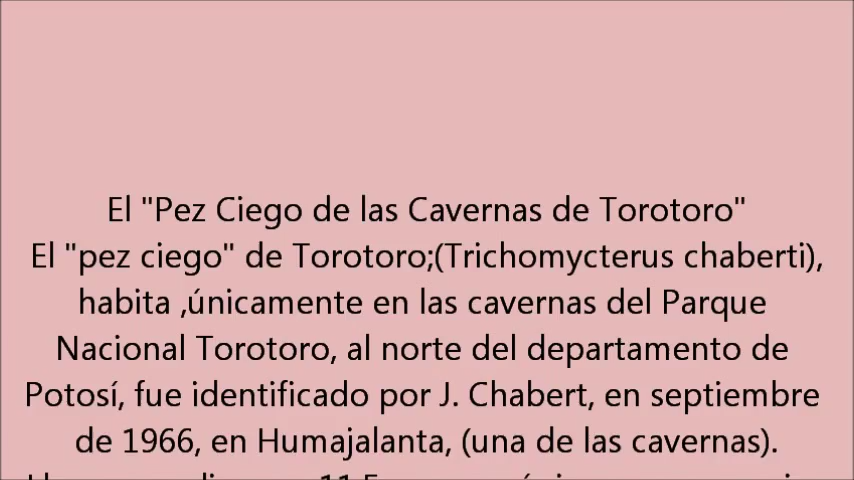 El "Pez Ciego de las Cavernas de Torotoro"
El "pez ciego" de Torotoro;(Trichomycterus chaberti),
habita ,únicamente en las cavernas del Parque
Nacional Torotoro, al norte del departamento de
Potosí, fue identificado por J. Chabert, en septiembre
de 1966, en Humajalanta, (una de las cavernas).